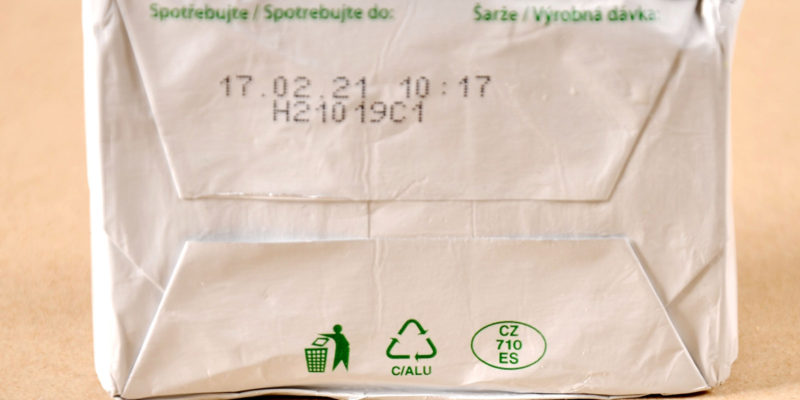 Spotřebujte / Spotrebujte do: Šarže / Výrobná dávka:
17.02.21 10:17
H21019C1
C/ALU
CZ
710
ES